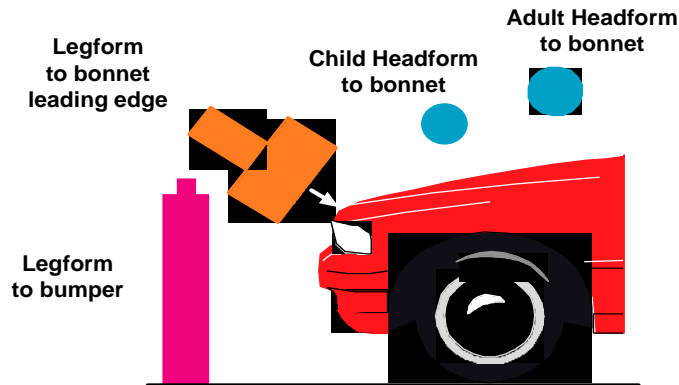 Legform
to bonnet
leading edge
Child Headform
to bonnet
Adult Headform
to bonnet
Legform
to bumper